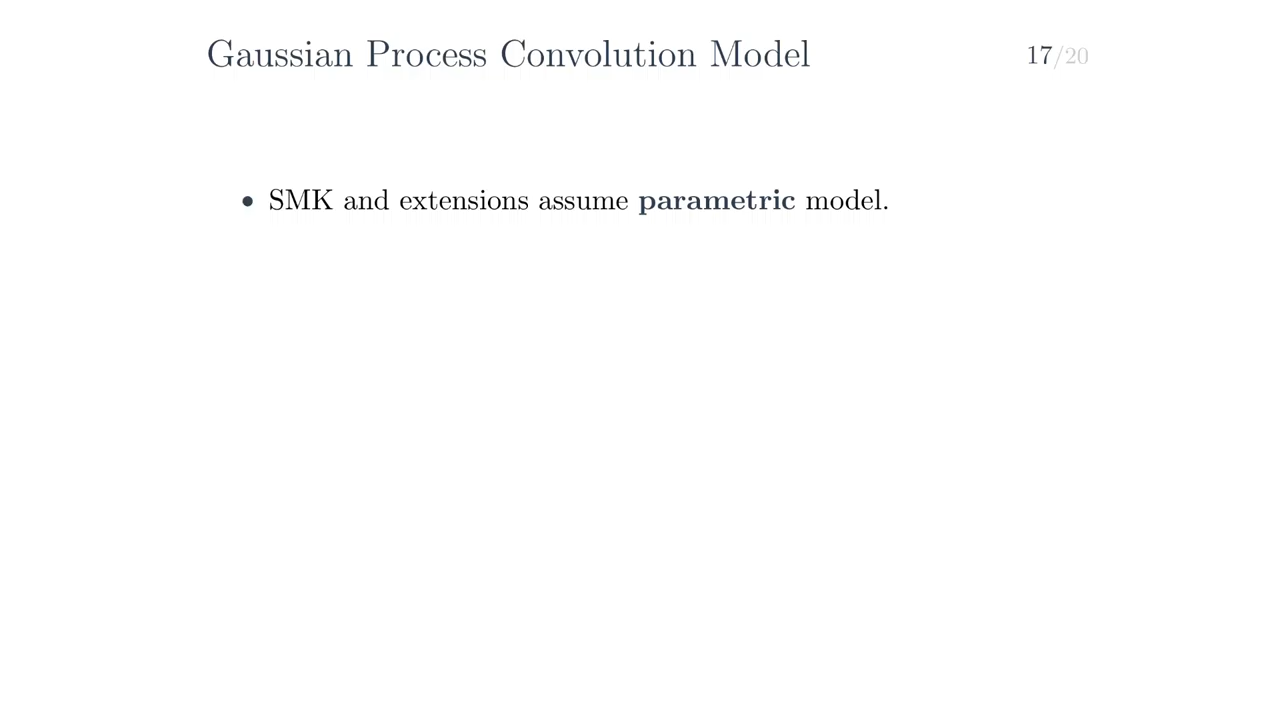 Gaussian Process Convolution Model 17/20
• SMK and extensions assume parametric model.